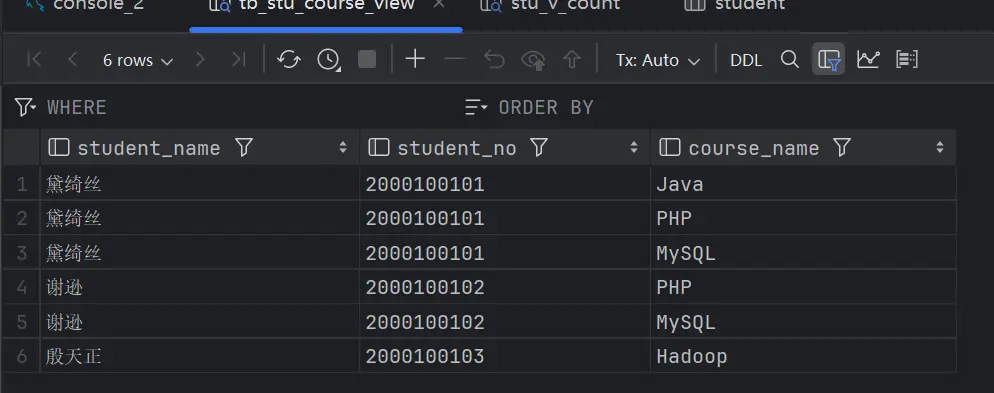 console_2 tb_stu_course_view stu_v_count student
6 rows Tx: Auto DDL
WHERE ORDER BY
student_name student_no course_name
1 黛绮丝 2000100101 Java
2 黛绮丝 2000100101 PHP
3 黛绮丝 2000100101 MySQL
4 谢逊 2000100102 PHP
5 谢逊 2000100102 MySQL
6 殷天正 2000100103 Hadoop